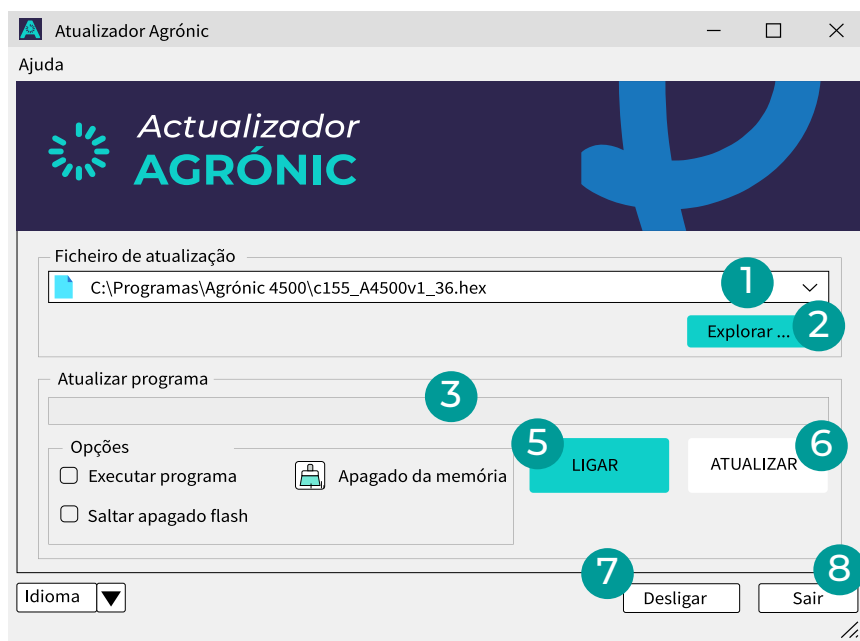 Atualizador Agrónic
Ajuda
Actualizador
AGRÓNIC
Ficheiro de atualização
C:\Programas\Agrónic 4500\c155_A4500v1_36.hex
1
Explorar ...
2
Atualizar programa
3
Opções
5
LIGAR
ATUALIZAR
6
Executar programa
Apagado da memória
Saltar apagado flash
7
8
Idioma
Desligar
Sair